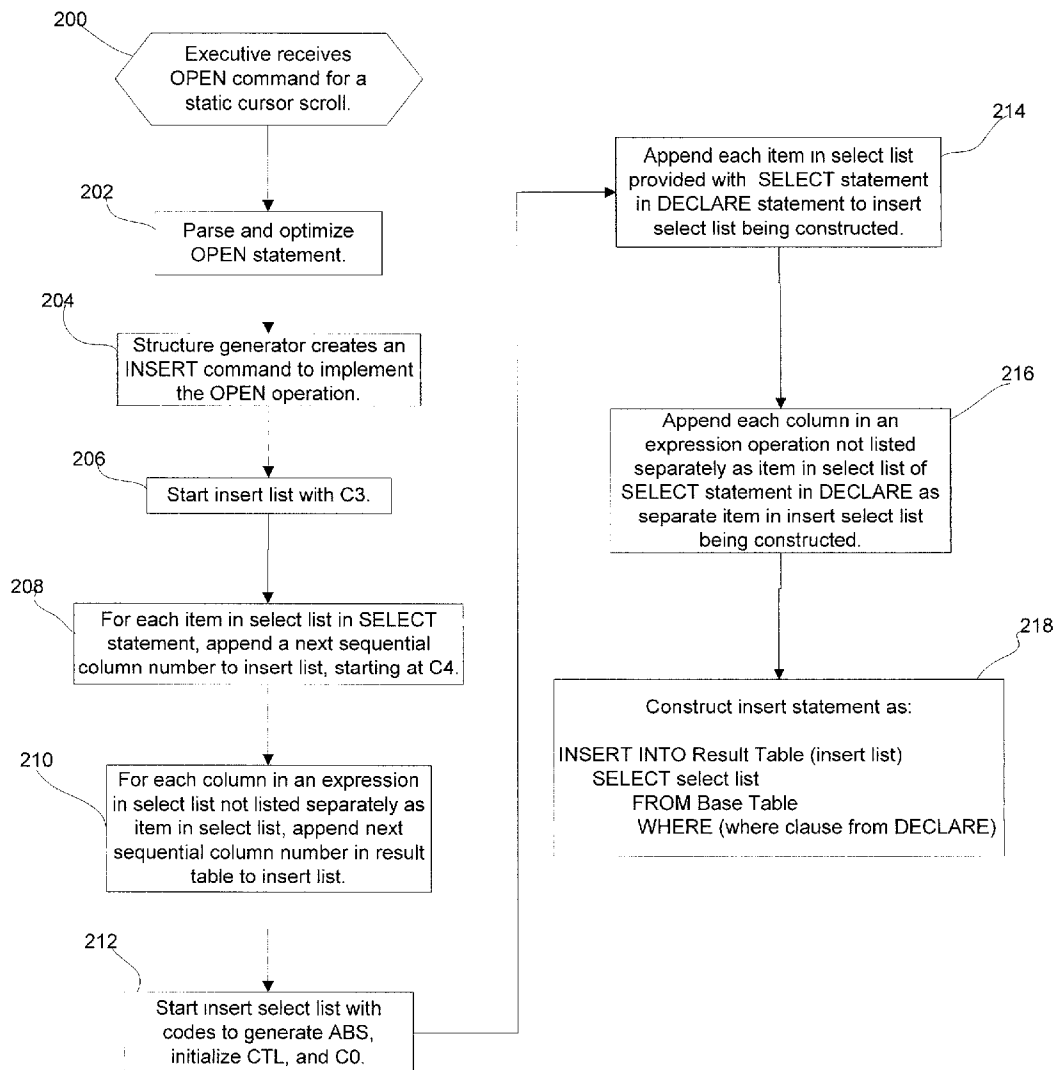 200
Executive receives
OPEN command for a
static cursor scroll.
202
Parse and optimize
OPEN statement.
204
Structure generator creates an
INSERT command to implement
the OPEN operation.
206
Start insert list with C3.
208
For each item in select list in SELECT
statement, append a next sequential
column number to insert list, starting at C4.
210
For each column in an expression
in select list not listed separately as
item in select list, append next
sequential column number in result
table to insert list.
212
Start insert select list with
codes to generate ABS,
initialize CTL, and C0.
214
Append each item in select list
provided with SELECT statement
in DECLARE statement to insert
select list being constructed.
216
Append each column in an
expression operation not listed
separately as item in select list of
SELECT statement in DECLARE as
separate item in insert select list
being constructed.
218
Construct insert statement as:
INSERT INTO Result Table (insert list)
SELECT select list
FROM Base Table
WHERE (where clause from DECLARE)